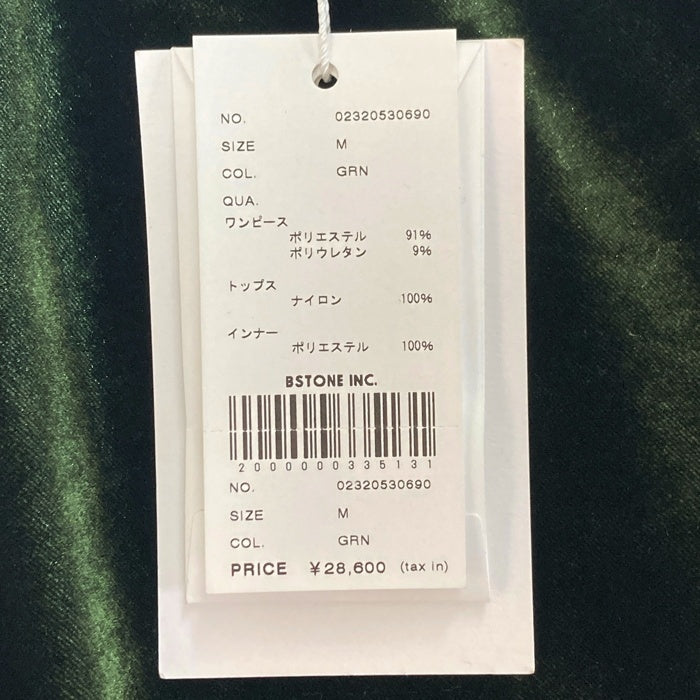 NO. 02320530690
SIZE M
COL. GRN
QUA.
ワンピース
ポリエステル 91%
ポリウレタン 9%
トップス
ナイロン 100%
インナー
ポリエステル 100%
BSTONE INC.
2000000335131
NO. 02320530690
SIZE M
COL. GRN
PRICE ¥28,600 (tax in)